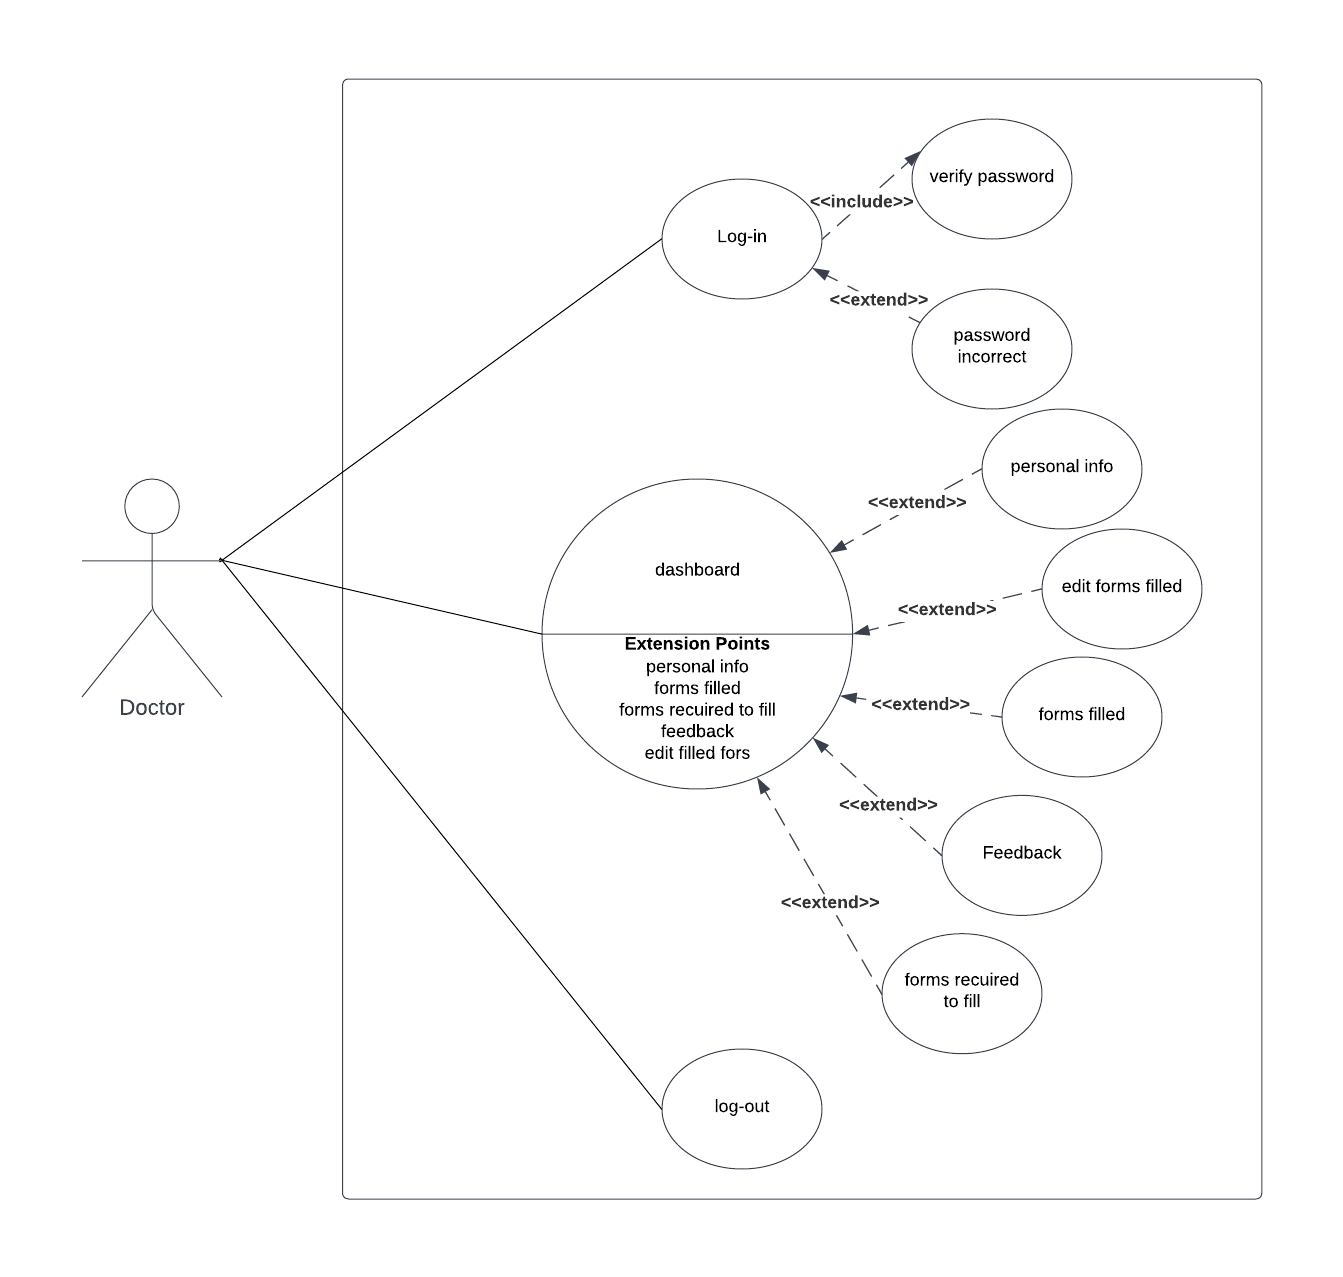 verify password
<<include>>
Log-in
<<extend>>
password
incorrect
personal info
<<extend>>
dashboard
edit forms filled
<<extend>>
Extension Points
personal info
forms filled
forms recuired to fill
feedback
edit filled fors
<<extend>>
forms filled
Doctor
<<extend>>
Feedback
<<extend>>
forms recuired
to fill
log-out